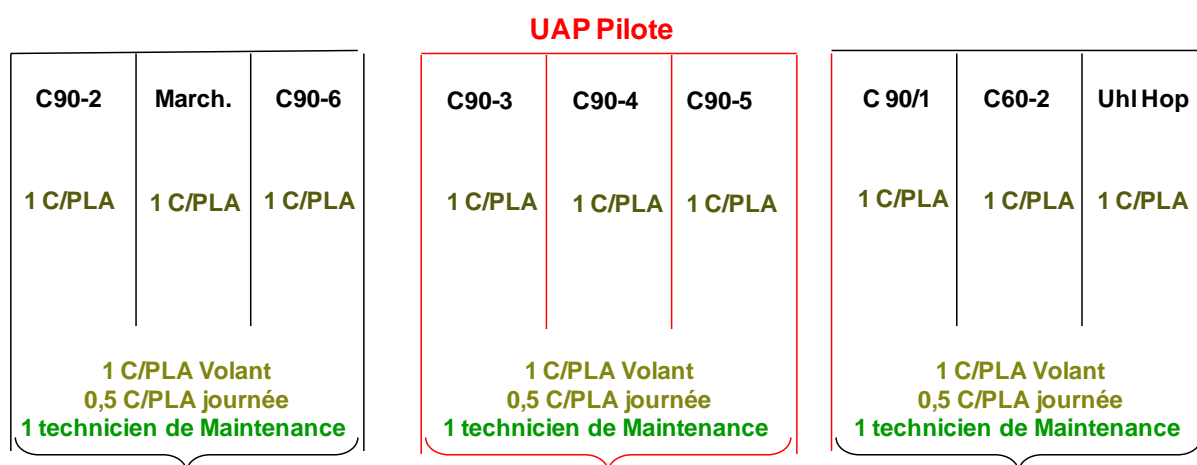 UAP Pilote
C90-2 March. C90-6 C90-3 C90-4 C90-5 C 90/1 C60-2 Uhl Hop
1 C/PLA 1 C/PLA 1 C/PLA 1 C/PLA 1 C/PLA 1 C/PLA 1 C/PLA 1 C/PLA 1 C/PLA
1 C/PLA Volant 1 C/PLA Volant 1 C/PLA Volant
0,5 C/PLA journée 0,5 C/PLA journée 0,5 C/PLA journée
1 technicien de Maintenance 1 technicien de Maintenance 1 technicien de Maintenance